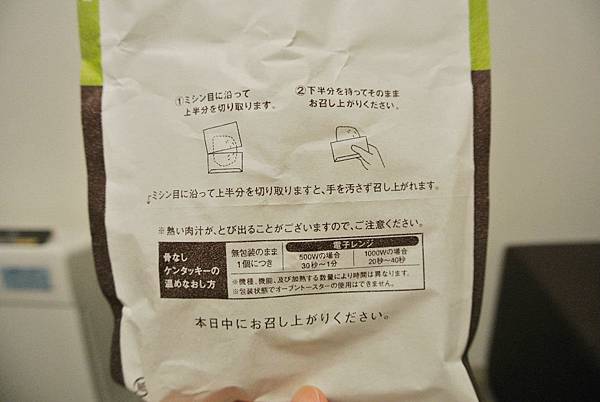 ①ミシン目に沿って
上半分を切り取ります。
②下半分を持ってそのまま
お召し上がりください。
ミシン目に沿って上半分を切り取りますと、手を汚さず召し上がれます。
※熱い肉汁が、とび出ることがございますので、ご注意ください。
骨なし
ケンタッキーの
温めなおし方
無包装のまま
1個につき
電子レンジ
500Wの場合
30秒〜1分
1000Wの場合
20秒〜40秒
※機種、機能、及び加熱する数量により時間は異なります。
※包装状態でオーブントースターの使用はできません。
本日中にお召し上がりください。